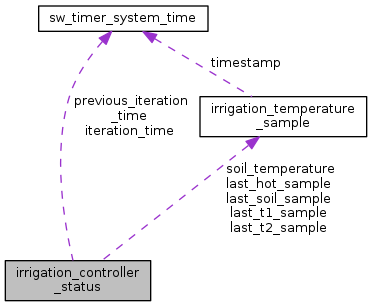 sw_timer_system_time
timestamp
previous_iteration
_time
iteration_time
irrigation_temperature
_sample
soil_temperature
last_hot_sample
last_soil_sample
last_t1_sample
last_t2_sample
irrigation_controller
_status